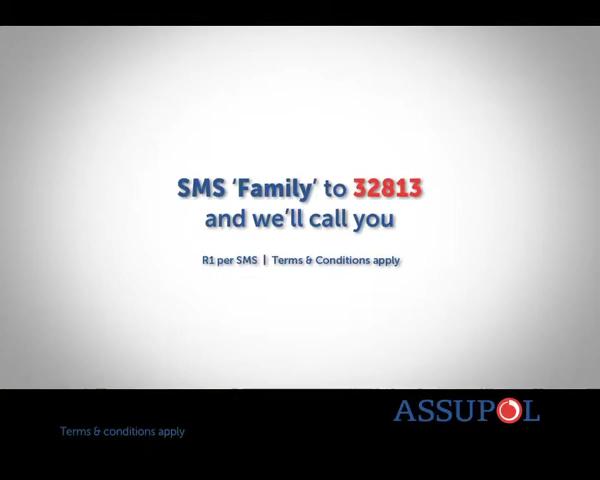 SMS ‘Family’ to 32813
and we’ll call you
R1 per SMS | Terms & Conditions apply
ASSUPOL
Terms & conditions apply